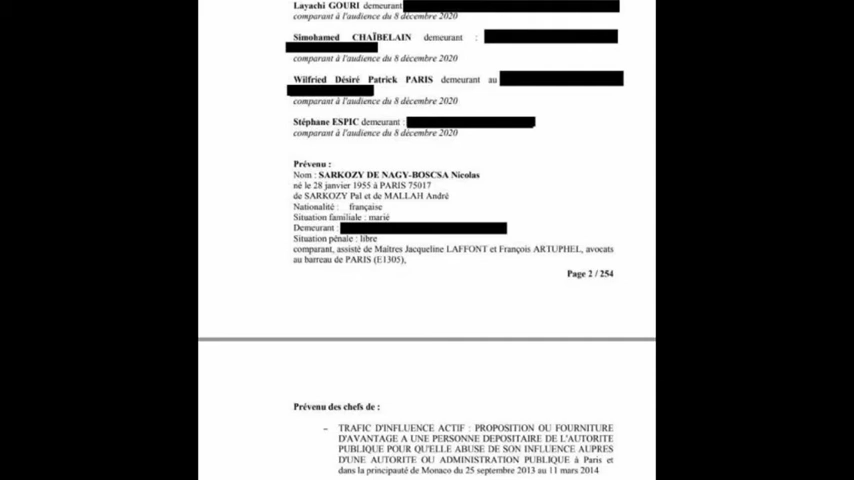 Layachi GOURI demeurant
comparant à l'audience du 8 décembre 2020
Simohamed CHAÏBELAIN demeurant :
comparant à l'audience du 8 décembre 2020
Wilfried Désiré Patrick PARIS demeurant au
comparant à l'audience du 8 décembre 2020
Stéphane ESPIC demeurant :
comparant à l'audience du 8 décembre 2020
Prévenu :
Nom : SARKOZY DE NAGY-BOSCSA Nicolas
né le 28 janvier 1955 à PARIS 75017
de SARKOZY Pal et de MALLAH André
Nationalité : française
Situation familiale : marié
Demeurant :
Situation pénale : libre
comparant, assisté de Maitres Jacqueline LAFFONT et François ARTUPHEL, avocats
au barreau de PARIS (E1305),
Page 2 / 254
Prévenu des chefs de :
- TRAFIC D'INFLUENCE ACTIF : PROPOSITION OU FOURNITURE
D'AVANTAGE A UNE PERSONNE DEPOSITAIRE DE L'AUTORITE
PUBLIQUE POUR QU'ELLE ABUSE DE SON INFLUENCE AUPRES
D'UNE AUTORITE OU ADMINISTRATION PUBLIQUE à Paris et
dans la principauté de Monaco du 25 septembre 2013 au 11 mars 2014